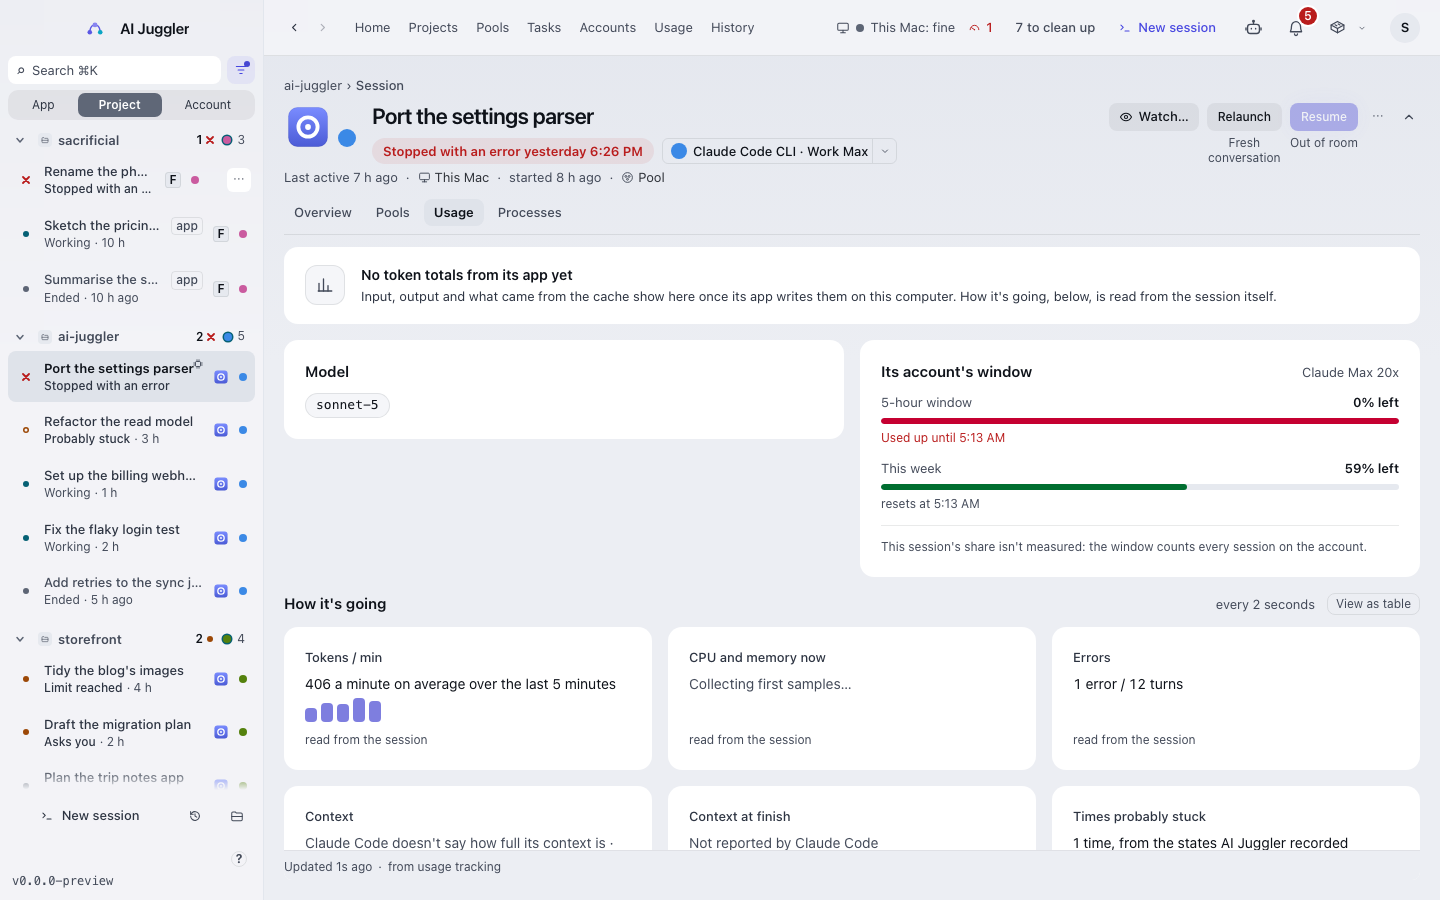 AI Juggler
Search ⌘K
App Project Account
sacrificial 1 3
Rename the ph... F
Stopped with an ...
Sketch the pricin... app F
Working · 10 h
Summarise the s... app F
Ended · 10 h ago
ai-juggler 2 5
Port the settings parser
Stopped with an error
Refactor the read model
Probably stuck · 3 h
Set up the billing webh...
Working · 1 h
Fix the flaky login test
Working · 2 h
Add retries to the sync j...
Ended · 5 h ago
storefront 2 4
Tidy the blog's images
Limit reached · 4 h
Draft the migration plan
Asks you · 2 h
Plan the trip notes app
New session
?
v0.0.0-preview
Home Projects Pools Tasks Accounts Usage History
This Mac: fine 1 7 to clean up New session 5 S
ai-juggler › Session
Port the settings parser
Stopped with an error yesterday 6:26 PM Claude Code CLI · Work Max
Watch... Relaunch Resume ...
Fresh conversation
Out of room
Last active 7 h ago · This Mac · started 8 h ago · Pool
Overview Pools Usage Processes
No token totals from its app yet
Input, output and what came from the cache show here once its app writes them on this computer. How it's going, below, is read from the session itself.
Model
sonnet-5
Its account's window Claude Max 20x
5-hour window 0% left
Used up until 5:13 AM
This week 59% left
resets at 5:13 AM
This session's share isn't measured: the window counts every session on the account.
How it's going every 2 seconds View as table
Tokens / min
406 a minute on average over the last 5 minutes
read from the session
CPU and memory now
Collecting first samples...
read from the session
Errors
1 error / 12 turns
read from the session
Context
Claude Code doesn't say how full its context is ·
Context at finish
Not reported by Claude Code
Times probably stuck
1 time, from the states AI Juggler recorded
Updated 1s ago · from usage tracking